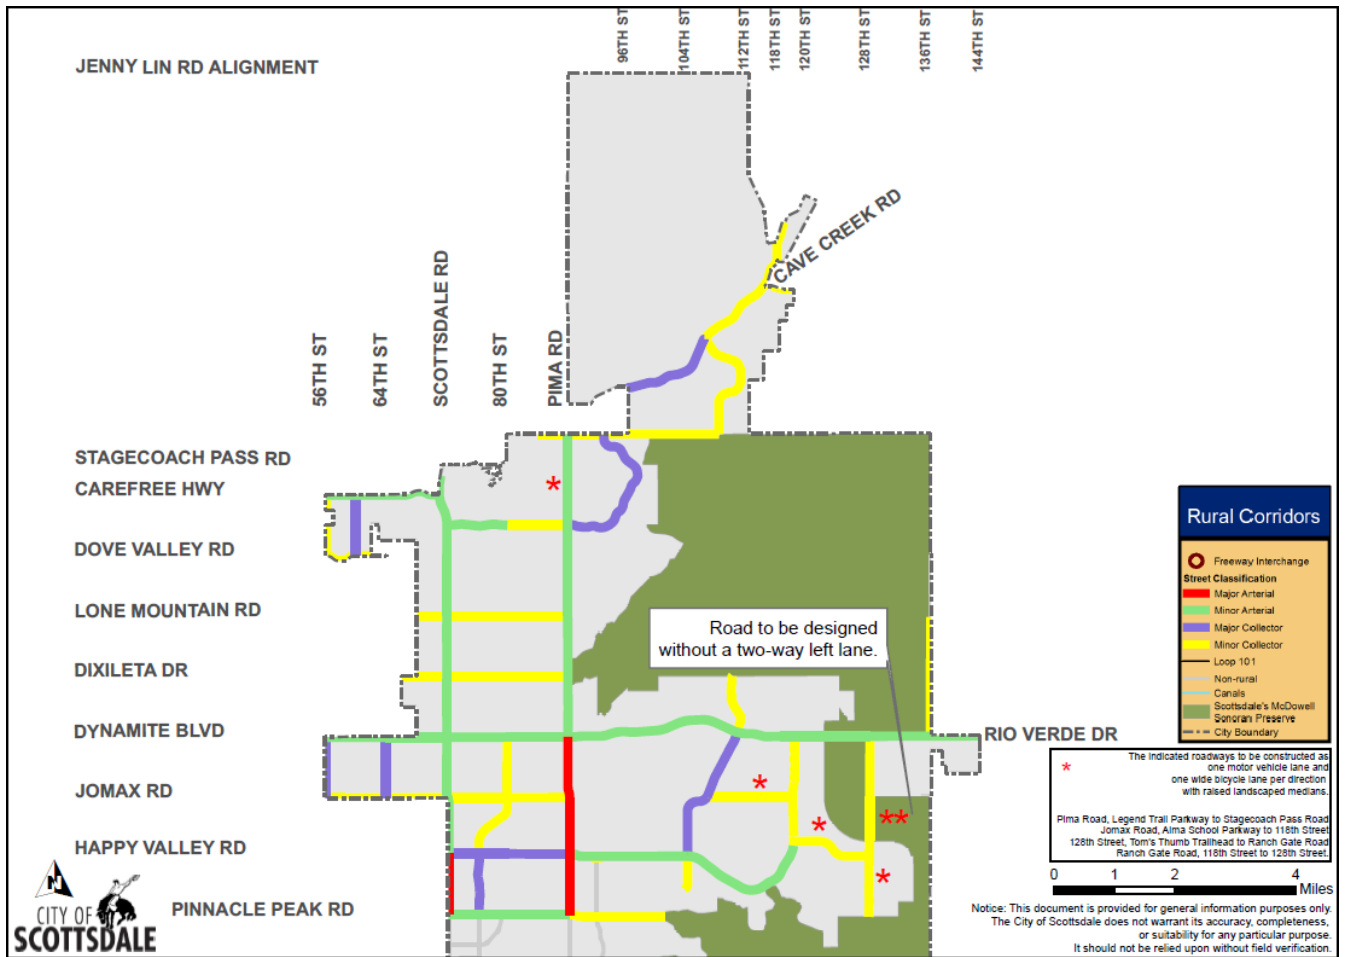 96TH ST
104TH ST
112TH ST
118TH ST
120TH ST
128TH ST
136TH ST
144TH ST
JENNY LIN RD ALIGNMENT
CAVE CREEK RD
56TH ST
64TH ST
SCOTTSDALE RD
80TH ST
PIMA RD
STAGECOACH PASS RD
CAREFREE HWY
*
DOVE VALLEY RD
LONE MOUNTAIN RD
DIXILETA DR
DYNAMITE BLVD
JOMAX RD
HAPPY VALLEY RD
PINNACLE PEAK RD
Road to be designed
without a two-way left lane.
RIO VERDE DR
*
*
**
*
Rural Corridors
Freeway Interchange
Street Classification
Major Arterial
Minor Arterial
Major Collector
Minor Collector
Loop 101
Non-rural
Canals
Scottsdale's McDowell
Sonoran Preserve
City Boundary
The indicated roadways to be constructed as
* one motor vehicle lane and
one wide bicycle lane per direction
with raised landscaped medians.
Pima Road, Legend Trail Parkway to Stagecoach Pass Road
Jomax Road, Alma School Parkway to 118th Street
128th Street, Tom's Thumb Trailhead to Ranch Gate Road
Ranch Gate Road, 118th Street to 128th Street.
0 1 2 4
Miles
Notice: This document is provided for general information purposes only.
The City of Scottsdale does not warrant its accuracy, completeness,
or suitability for any particular purpose.
It should not be relied upon without field verification.
N
CITY OF
SCOTTSDALE